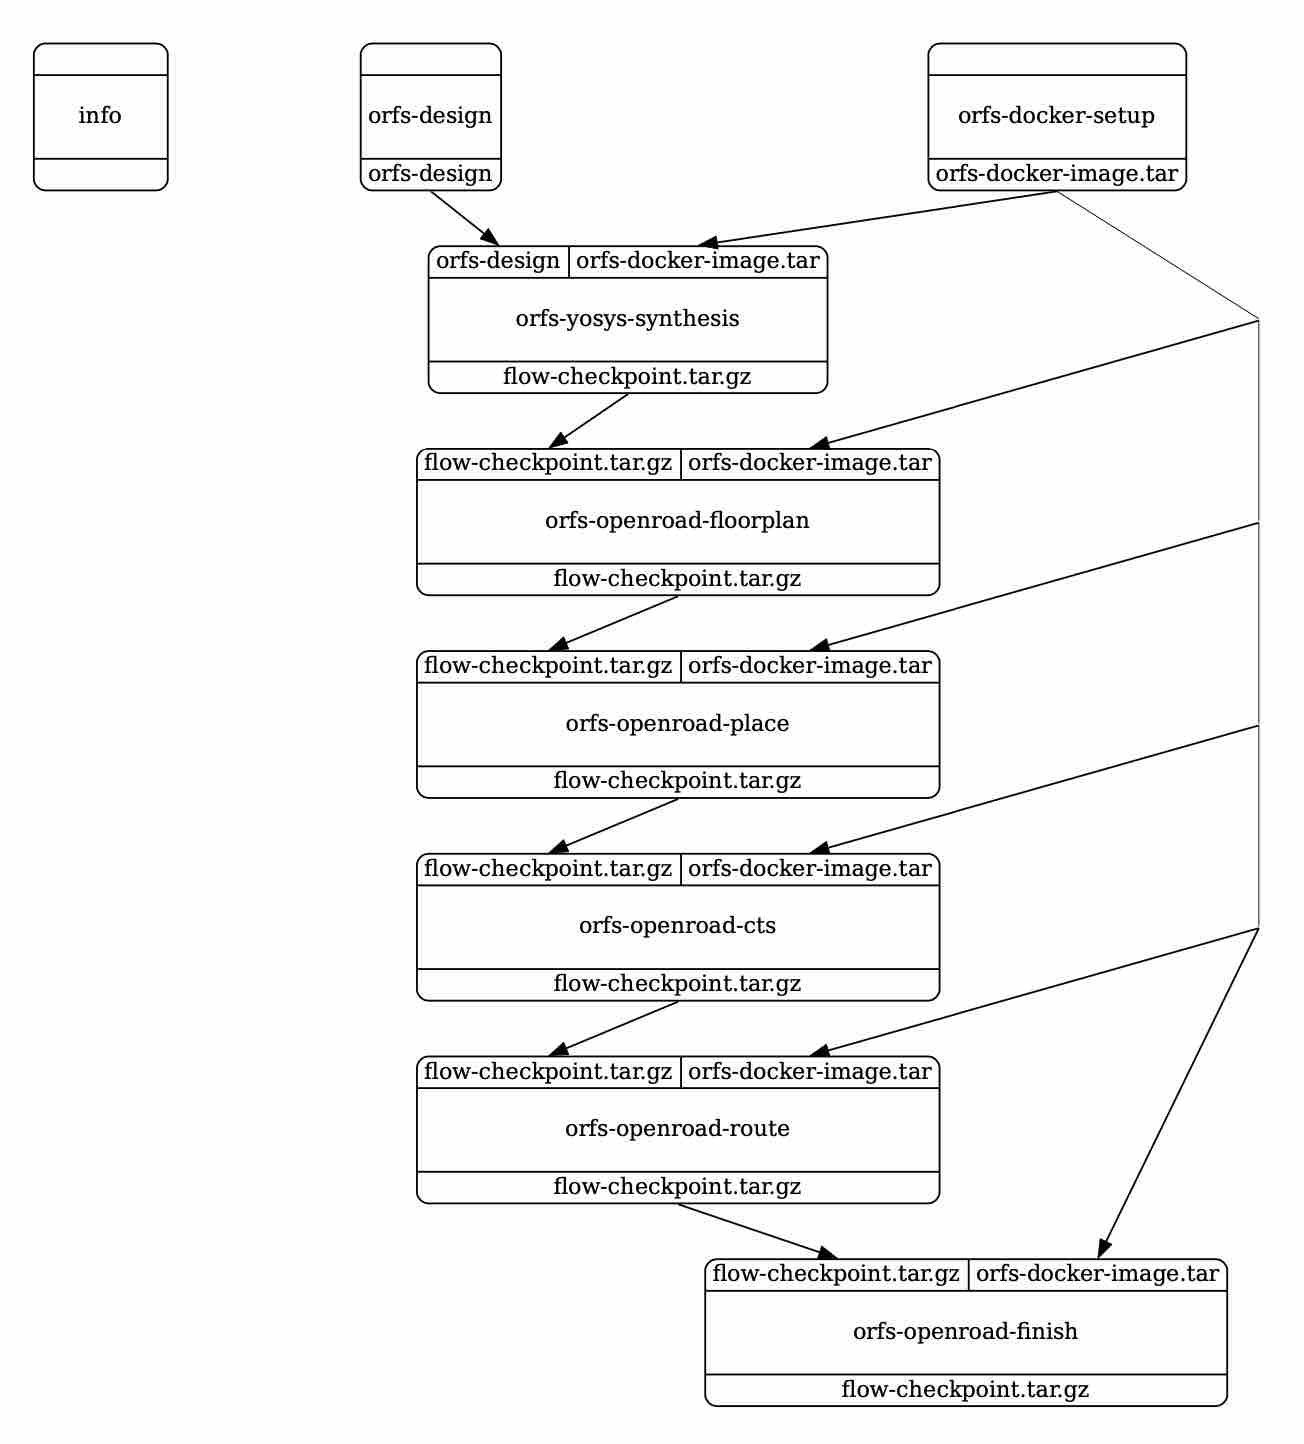 info
orfs-design
orfs-design
orfs-docker-setup
orfs-docker-image.tar
orfs-design orfs-docker-image.tar
orfs-yosys-synthesis
flow-checkpoint.tar.gz
flow-checkpoint.tar.gz orfs-docker-image.tar
orfs-openroad-floorplan
flow-checkpoint.tar.gz
flow-checkpoint.tar.gz orfs-docker-image.tar
orfs-openroad-place
flow-checkpoint.tar.gz
flow-checkpoint.tar.gz orfs-docker-image.tar
orfs-openroad-cts
flow-checkpoint.tar.gz
flow-checkpoint.tar.gz orfs-docker-image.tar
orfs-openroad-route
flow-checkpoint.tar.gz
flow-checkpoint.tar.gz orfs-docker-image.tar
orfs-openroad-finish
flow-checkpoint.tar.gz